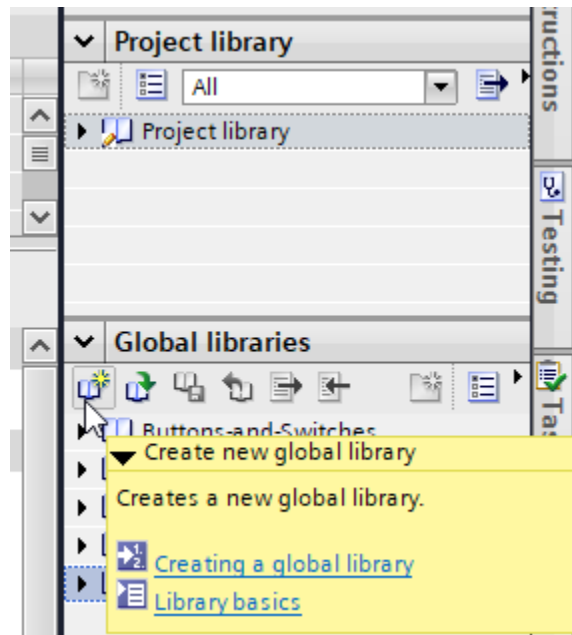 Project library
All
Project library
Global libraries
Buttons-and-Switches
Create new global library
Creates a new global library.
Creating a global library
Library basics
ructions
Testing
Tas